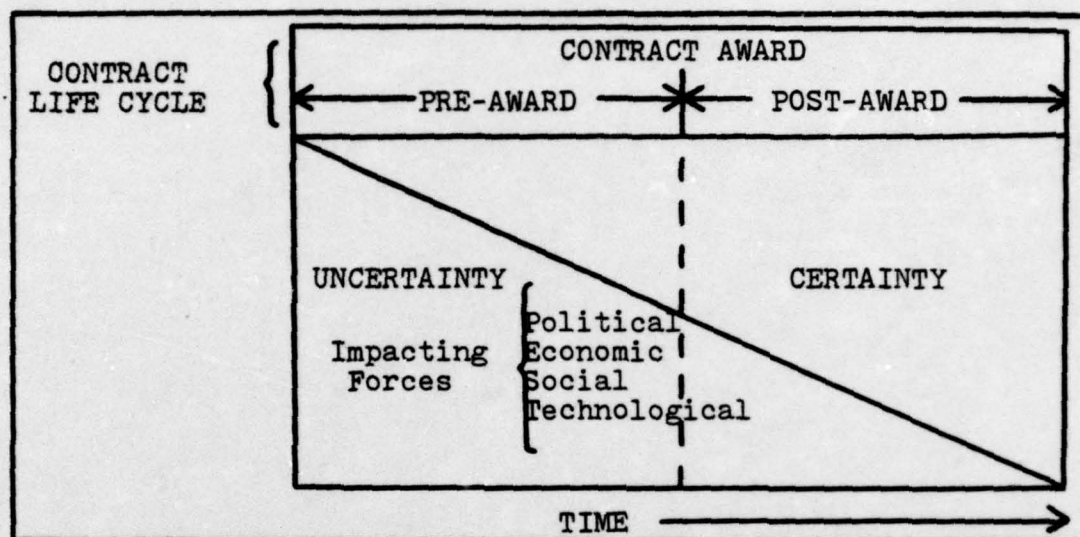 CONTRACT
LIFE CYCLE
CONTRACT AWARD
PRE-AWARD
POST-AWARD
UNCERTAINTY
CERTAINTY
Impacting
Forces
Political
Economic
Social
Technological
TIME